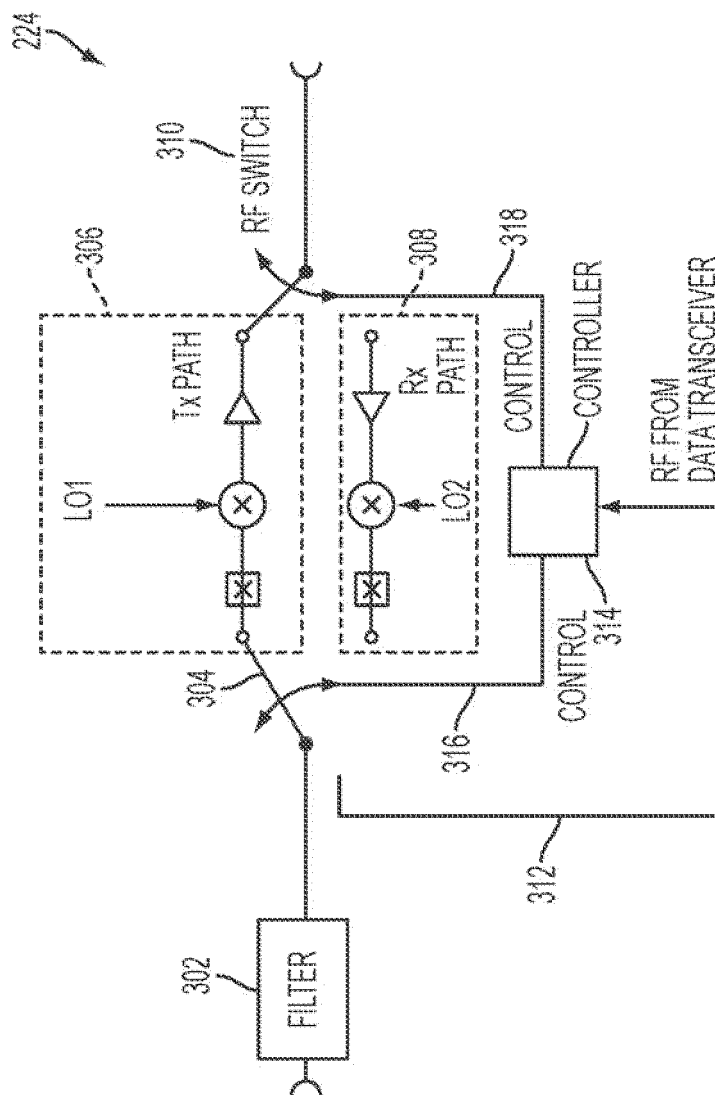 224
310
RF SWITCH
306
Tx PATH
LO1
308
Rx
PATH
LO2
304
302
FILTER
318
CONTROL
CONTROLLER
314
CONTROL
316
312
RF FROM
DATA TRANSCEIVER